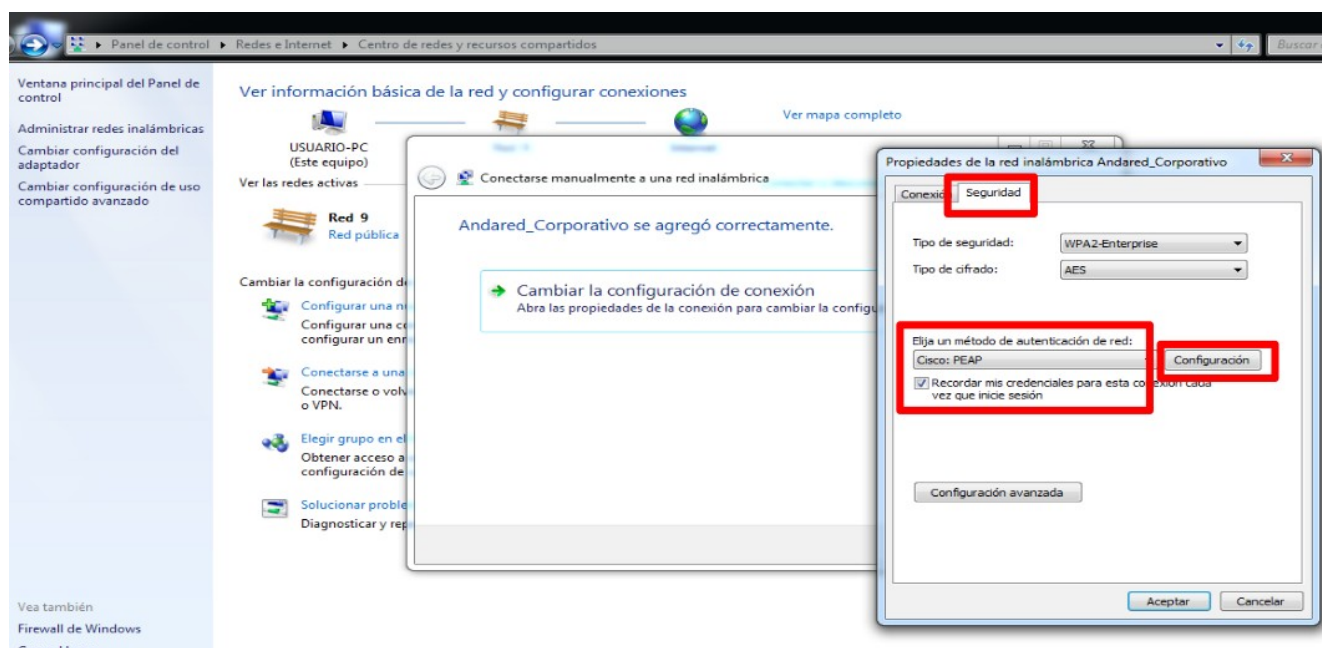 Panel de control ▸ Redes e Internet ▸ Centro de redes y recursos compartidos
Buscar
Ventana principal del Panel de
control
Administrar redes inalámbricas
Cambiar configuración del
adaptador
Cambiar configuración de uso
compartido avanzado
Vea también
Firewall de Windows
Ver información básica de la red y configurar conexiones
Ver mapa completo
USUARIO-PC
(Este equipo)
Ver las redes activas
Red 9
Red pública
Cambiar la configuración de
Configurar una
Configurar una
configurar un
Conectarse a una
Conectarse o
o VPN.
Elegir grupo en el
Obtener acceso a
configuración de
Solucionar
Diagnosticar y
Conectarse manualmente a una red inalámbrica
Andared_Corporativo se agregó correctamente.
Cambiar la configuración de conexión
Abra las propiedades de la conexión para cambiar la
Propiedades de la red inalámbrica Andared_Corporativo
Conexión
Seguridad
Tipo de seguridad: WPA2-Enterprise
Tipo de cifrado: AES
Elija un método de autenticación de red:
Cisco: PEAP
Configuración
Recordar mis credenciales para esta conexión cada
vez que inicie sesión
Configuración avanzada
Aceptar
Cancelar